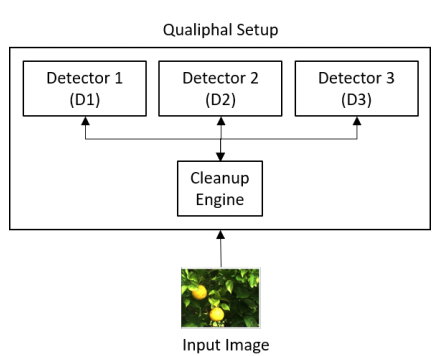 Qualiphal Setup
Detector 1
(D1)
Detector 2
(D2)
Detector 3
(D3)
Cleanup
Engine
Input Image